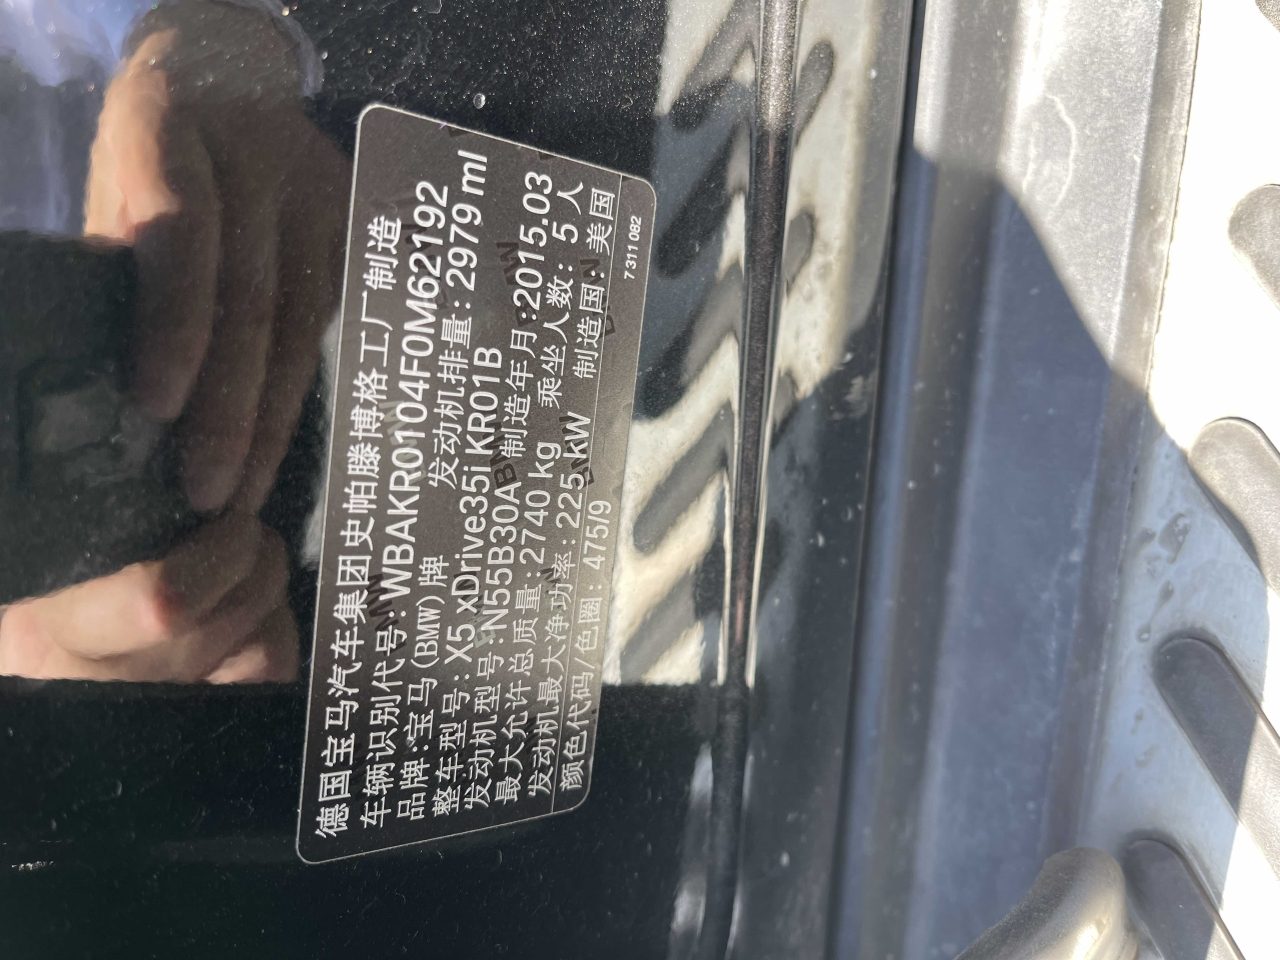 德国宝马汽车集团史帕滕博格工厂制造
车辆识别代号:WBAKR0104F0M62192
品牌:宝马(BMW)牌 发动机排量:2979 ml
整车型号:X5 xDrive35i KR01B
发动机型号:N55B30A 制造年月:2015.03
最大允许总质量:2740 kg 乘坐人数: 5 人
发动机最大净功率:225 kW 制造国:美国
颜色代码/色圈: 475/9 7 311 082